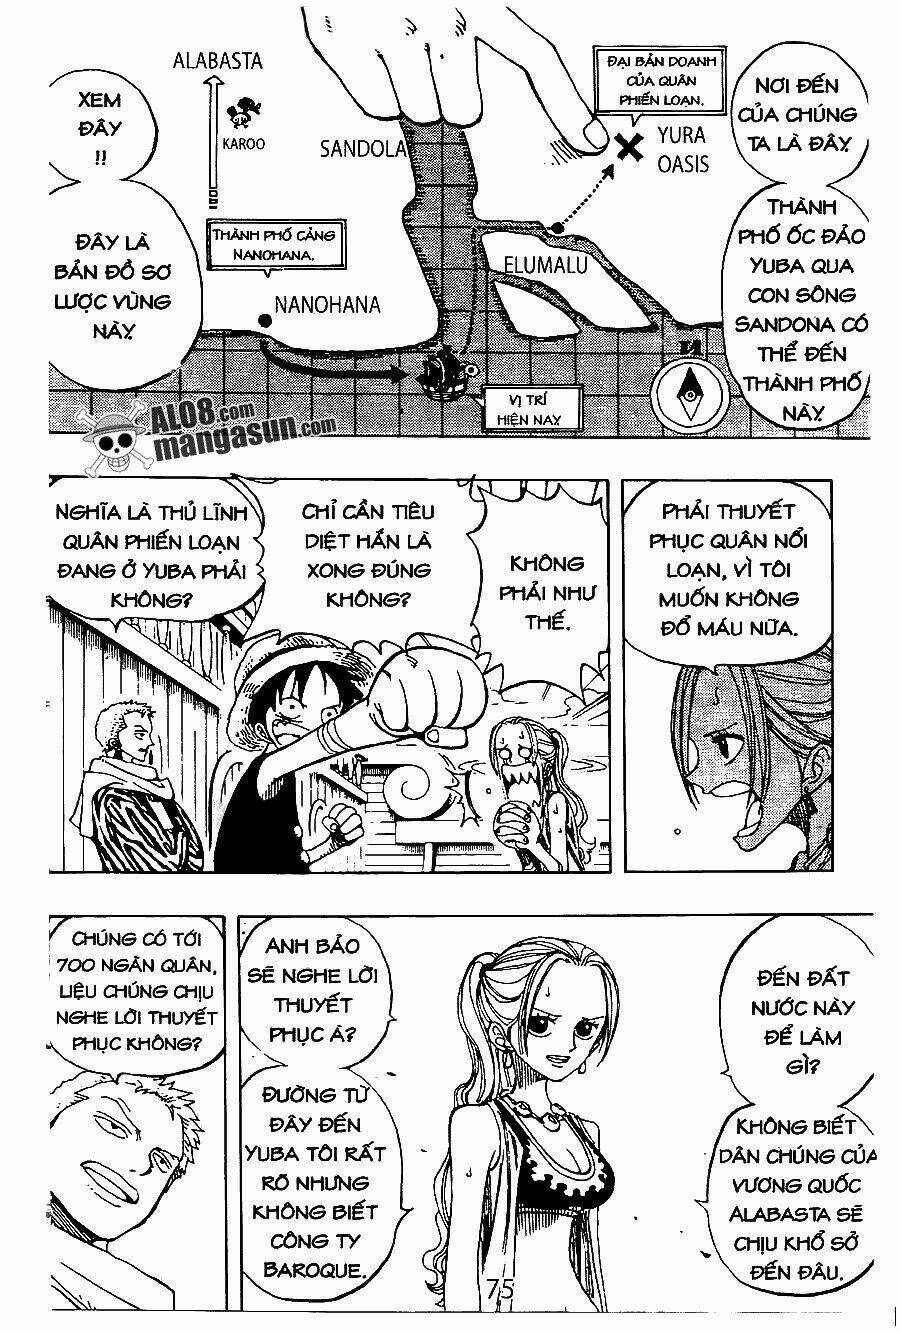 XEM
ĐÂY
!!
ĐÂY LÀ
BẢN ĐỒ SƠ
LƯỢC VÙNG
NÀY.
ALABASTA
KAROO
THÀNH PHỐ CẢNG
NANOHANA.
NANOHANA
SANDOLA
ĐẠI BẢN DOANH
CỦA QUÂN
PHIẾN LOẠN.
YURA
OASIS
ELUMALU
VỊ TRÍ
HIỆN NAY.
NƠI ĐẾN
CỦA CHÚNG
TA LÀ ĐÂY.
THÀNH
PHỐ ỐC ĐẢO
YUBA QUA
CON SÔNG
SANDONA CÓ
THỂ ĐẾN
THÀNH PHỐ
NÀY.
ALO8.com
mangasun.com
NGHĨA LÀ THỦ LĨNH
QUÂN PHIẾN LOẠN
ĐANG Ở YUBA PHẢI
KHÔNG?
CHỈ CẦN TIÊU
DIỆT HẮN LÀ
XONG ĐÚNG
KHÔNG?
KHÔNG
PHẢI NHƯ
THẾ.
PHẢI THUYẾT
PHỤC QUÂN NỔI
LOẠN, VÌ TÔI
MUỐN KHÔNG
ĐỔ MÁU NỮA.
CHÚNG CÓ TỚI
700 NGÀN QUÂN,
LIỆU CHÚNG CHỊU
NGHE LỜI THUYẾT
PHỤC KHÔNG?
ANH BẢO
SẼ NGHE LỜI
THUYẾT
PHỤC Á?
ĐƯỜNG TỪ
ĐÂY ĐẾN
YUBA TÔI RẤT
RÕ NHƯNG
KHÔNG BIẾT
CÔNG TY
BAROQUE.
ĐẾN ĐẤT
NƯỚC NÀY
ĐỂ LÀM
GÌ?
KHÔNG BIẾT
DÂN CHÚNG CỦA
VƯƠNG QUỐC
ALABASTA SẼ
CHỊU KHỔ SỞ
ĐẾN ĐÂU.
75